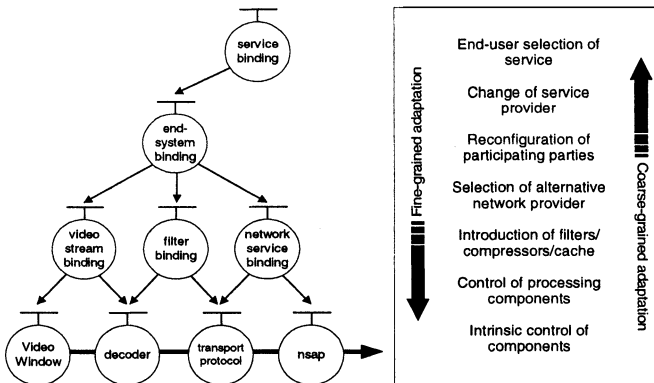 service
binding
end-
system
binding
video
stream
binding
filter
binding
network
service
binding
Video
Window
decoder
transport
protocol
nsap
Fine-grained adaptation
End-user selection of
service
Change of service
provider
Reconfiguration of
participating parties
Selection of alternative
network provider
Introduction of filters/
compressors/cache
Control of processing
components
Intrinsic control of
components
Coarse-grained adaptation